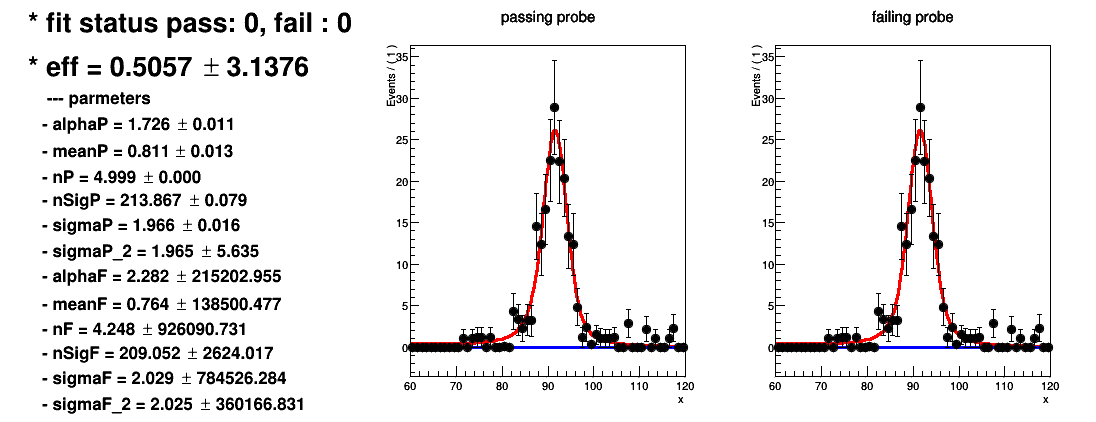 * fit status pass: 0, fail : 0
* eff = 0.5057 ± 3.1376
--- parmeters
- alphaP = 1.726 ± 0.011
- meanP = 0.811 ± 0.013
- nP = 4.999 ± 0.000
- nSigP = 213.867 ± 0.079
- sigmaP = 1.966 ± 0.016
- sigmaP_2 = 1.965 ± 5.635
- alphaF = 2.282 ± 215202.955
- meanF = 0.764 ± 138500.477
- nF = 4.248 ± 926090.731
- nSigF = 209.052 ± 2624.017
- sigmaF = 2.029 ± 784526.284
- sigmaF_2 = 2.025 ± 360166.831
passing probe
Events / ( 1 )
35
30
25
20
15
10
5
0
60 70 80 90 100 110 120
x
failing probe
Events / ( 1 )
35
30
25
20
15
10
5
0
60 70 80 90 100 110 120
x